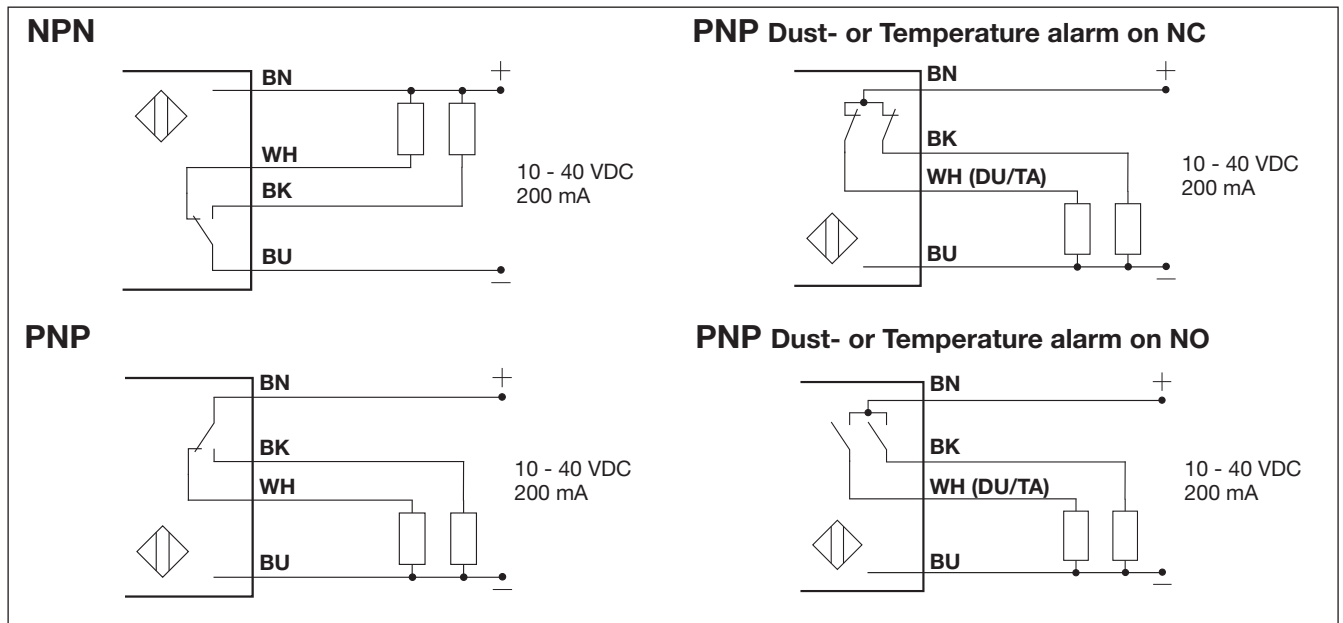 NPN
BN
+
WH
BK
10 - 40 VDC
200 mA
BU
–
PNP Dust- or Temperature alarm on NC
BN
+
BK
WH (DU/TA)
10 - 40 VDC
200 mA
BU
–
PNP
BN
+
BK
WH
10 - 40 VDC
200 mA
BU
–
PNP Dust- or Temperature alarm on NO
BN
+
BK
WH (DU/TA)
10 - 40 VDC
200 mA
BU
–